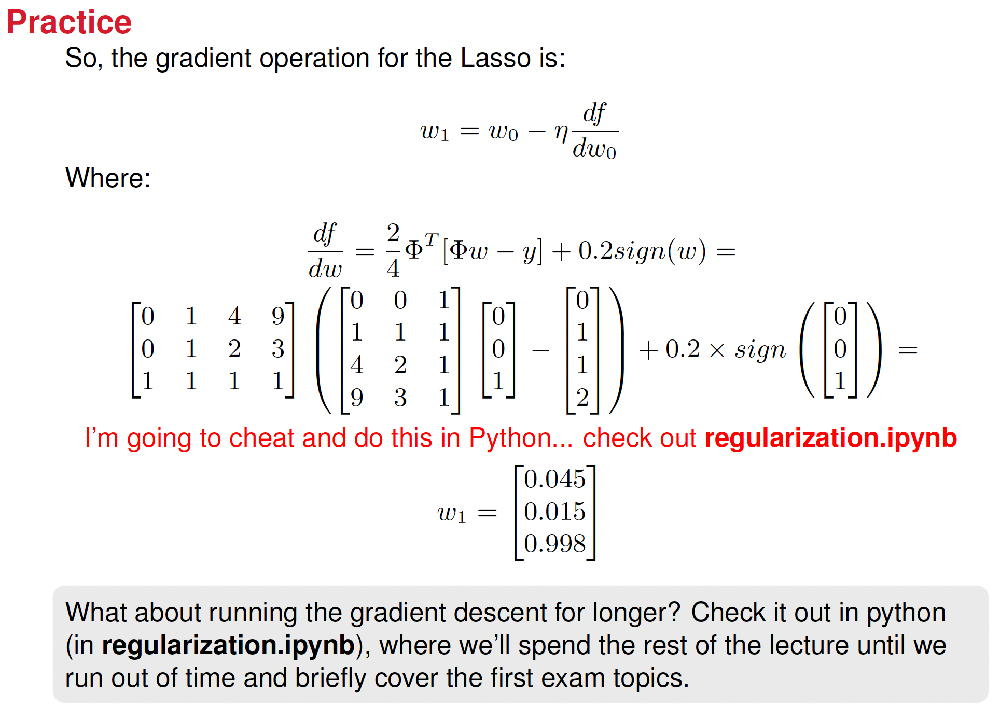 Practice
So, the gradient operation for the Lasso is:
$w_1 = w_0 - \eta \frac{df}{dw_0}$
Where:
$\frac{df}{dw} = \frac{2}{4} \Phi^T [\Phi w - y] + 0.2 sign(w) =$
$\begin{bmatrix} 0 & 1 & 4 & 9 \\ 0 & 1 & 2 & 3 \\ 1 & 1 & 1 & 1 \end{bmatrix} \left( \begin{bmatrix} 0 & 0 & 1 \\ 1 & 1 & 1 \\ 4 & 2 & 1 \\ 9 & 3 & 1 \end{bmatrix} \begin{bmatrix} 0 \\ 0 \\ 1 \end{bmatrix} - \begin{bmatrix} 0 \\ 1 \\ 1 \\ 2 \end{bmatrix} \right) + 0.2 \times sign \left( \begin{bmatrix} 0 \\ 0 \\ 1 \end{bmatrix} \right) =$
I'm going to cheat and do this in Python... check out regularization.ipynb
$w_1 = \begin{bmatrix} 0.045 \\ 0.015 \\ 0.998 \end{bmatrix}$
What about running the gradient descent for longer? Check it out in python
(in regularization.ipynb), where we'll spend the rest of the lecture until we
run out of time and briefly cover the first exam topics.